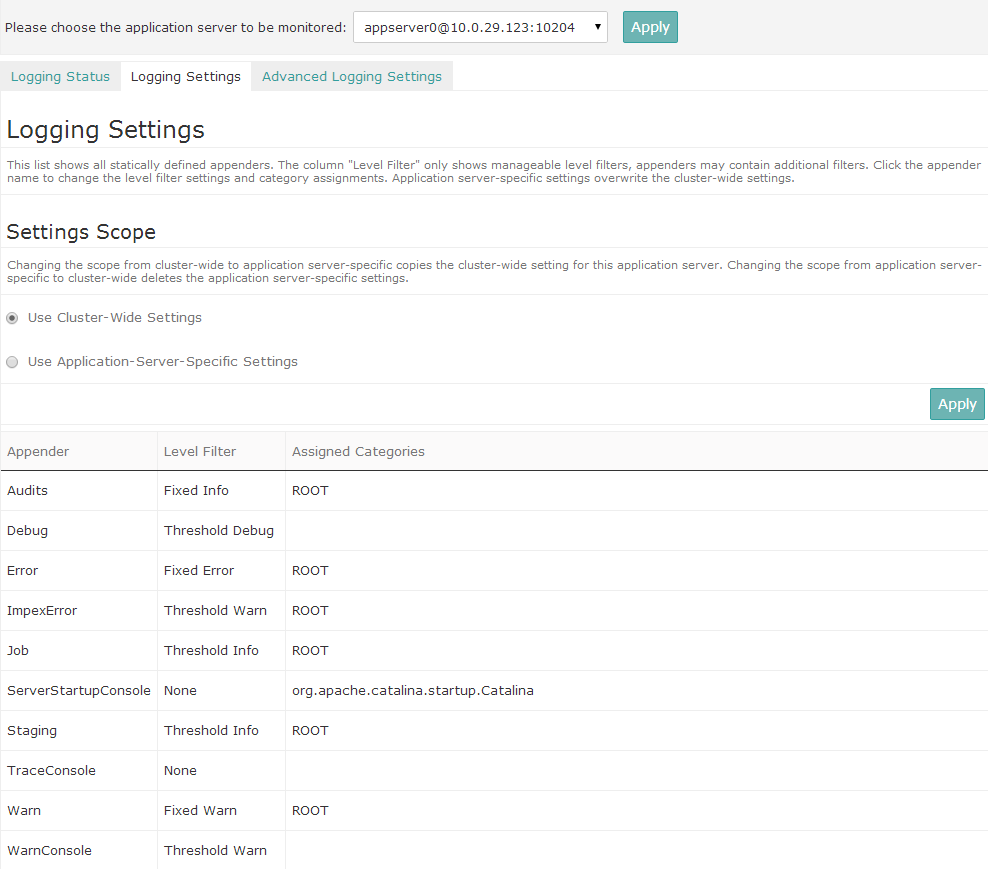 Please choose the application server to be monitored: appserver0@10.0.29.123:10204 Apply
Logging Status Logging Settings Advanced Logging Settings
Logging Settings
This list shows all statically defined appenders. The column "Level Filter" only shows manageable level filters, appenders may contain additional filters. Click the appender
name to change the level filter settings and category assignments. Application server-specific settings overwrite the cluster-wide settings.
Settings Scope
Changing the scope from cluster-wide to application server-specific copies the cluster-wide setting for this application server. Changing the scope from application server-
specific to cluster-wide deletes the application server-specific settings.
Use Cluster-Wide Settings
Use Application-Server-Specific Settings
Apply
Appender Level Filter Assigned Categories
Audits Fixed Info ROOT
Debug Threshold Debug
Error Fixed Error ROOT
ImpexError Threshold Warn ROOT
Job Threshold Info ROOT
ServerStartupConsole None org.apache.catalina.startup.Catalina
Staging Threshold Info ROOT
TraceConsole None
Warn Fixed Warn ROOT
WarnConsole Threshold Warn